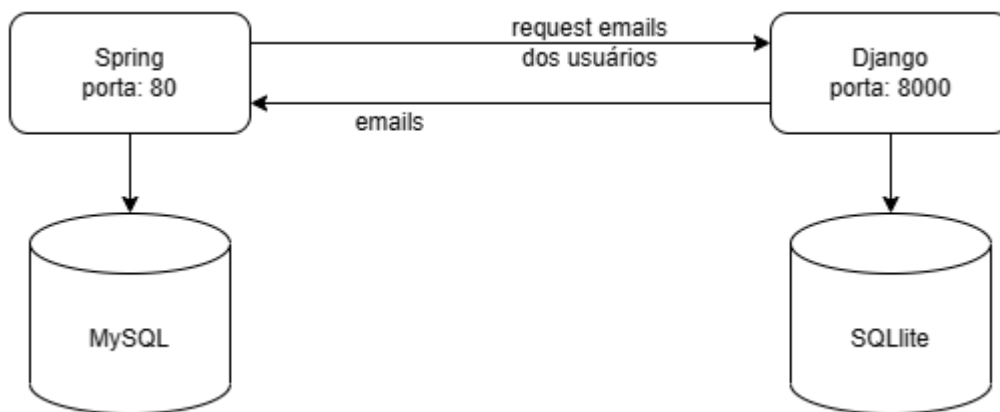 Spring
porta: 80
request emails
dos usuários
emails
Django
porta: 8000
MySQL
SQLlite